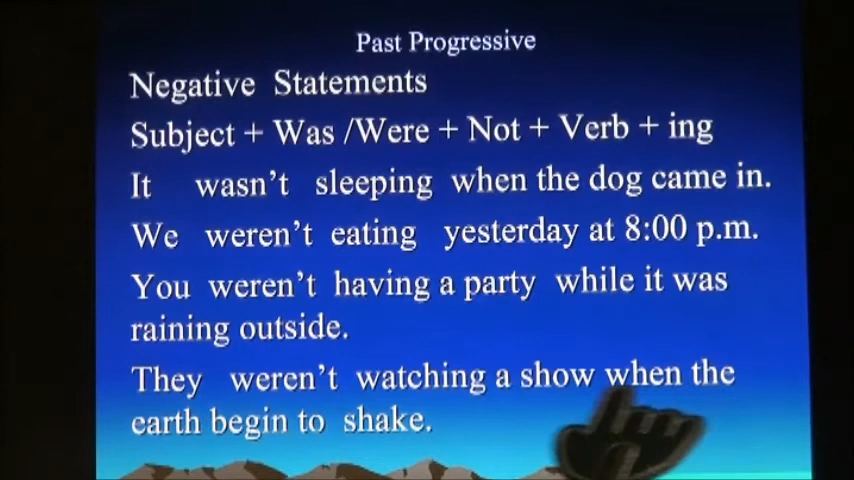 Past Progressive
Negative Statements
Subject + Was /Were + Not + Verb + ing
It wasn't sleeping when the dog came in.
We weren't eating yesterday at 8:00 p.m.
You weren't having a party while it was
raining outside.
They weren't watching a show when the
earth begin to shake.